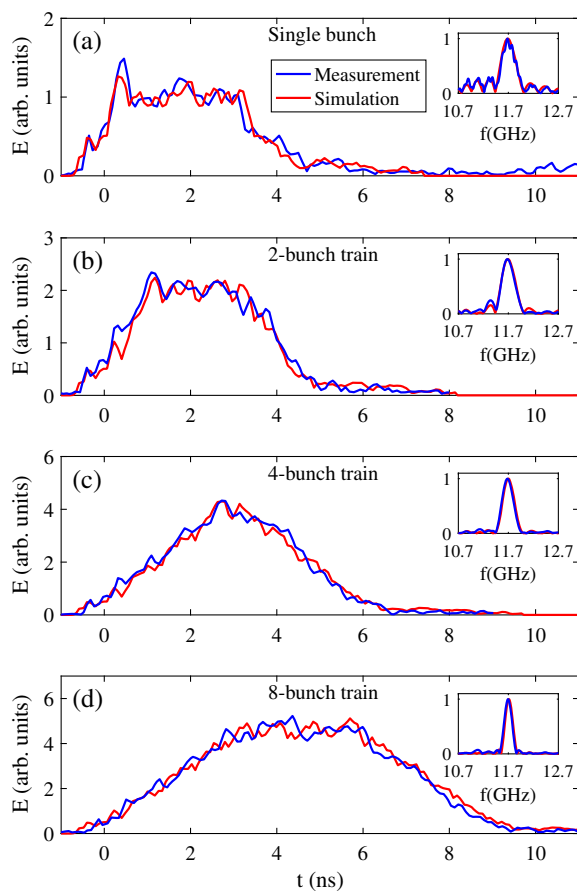 (a)
Single bunch
Measurement
Simulation
E (arb. units)
2
1
0
0 2 4 6 8 10
1
0
10.7 11.7 12.7
f(GHz)
(b)
2-bunch train
E (arb. units)
3
2
1
0
0 2 4 6 8 10
1
0
10.7 11.7 12.7
f(GHz)
(c)
4-bunch train
E (arb. units)
6
4
2
0
0 2 4 6 8 10
1
0
10.7 11.7 12.7
f(GHz)
(d)
8-bunch train
E (arb. units)
6
4
2
0
0 2 4 6 8 10
1
0
10.7 11.7 12.7
f(GHz)
t (ns)